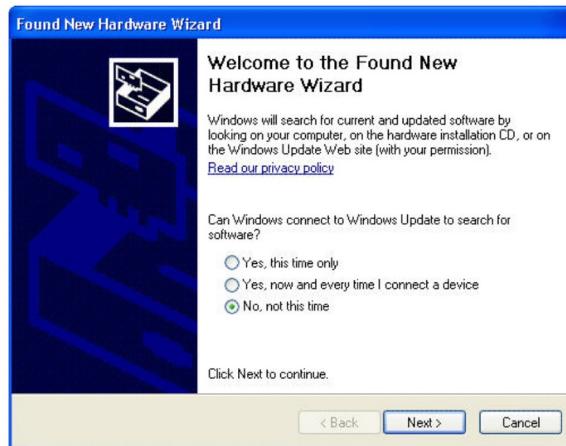 Found New Hardware Wizard
Welcome to the Found New
Hardware Wizard
Windows will search for current and updated software by
looking on your computer, on the hardware installation CD, or on
the Windows Update Web site (with your permission).
Read our privacy policy
Can Windows connect to Windows Update to search for
software?
Yes, this time only
Yes, now and every time I connect a device
No, not this time
Click Next to continue.
< Back
Next >
Cancel